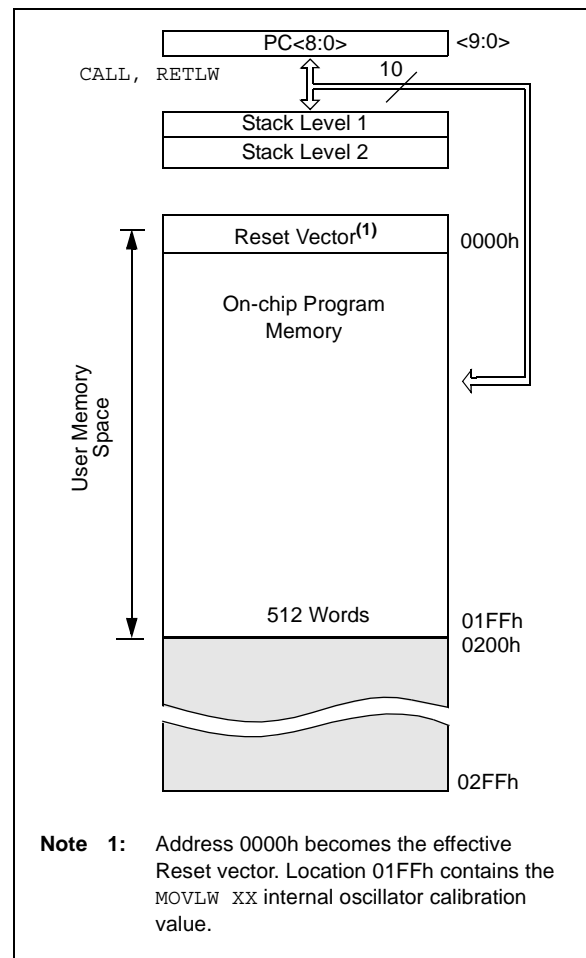 PC<8:0>
<9:0>
CALL, RETLW
10
Stack Level 1
Stack Level 2
Reset Vector(1)
0000h
On-chip Program
Memory
User Memory
Space
512 Words
01FFh
0200h
02FFh
Note 1: Address 0000h becomes the effective
Reset vector. Location 01FFh contains the
MOVLW XX internal oscillator calibration
value.